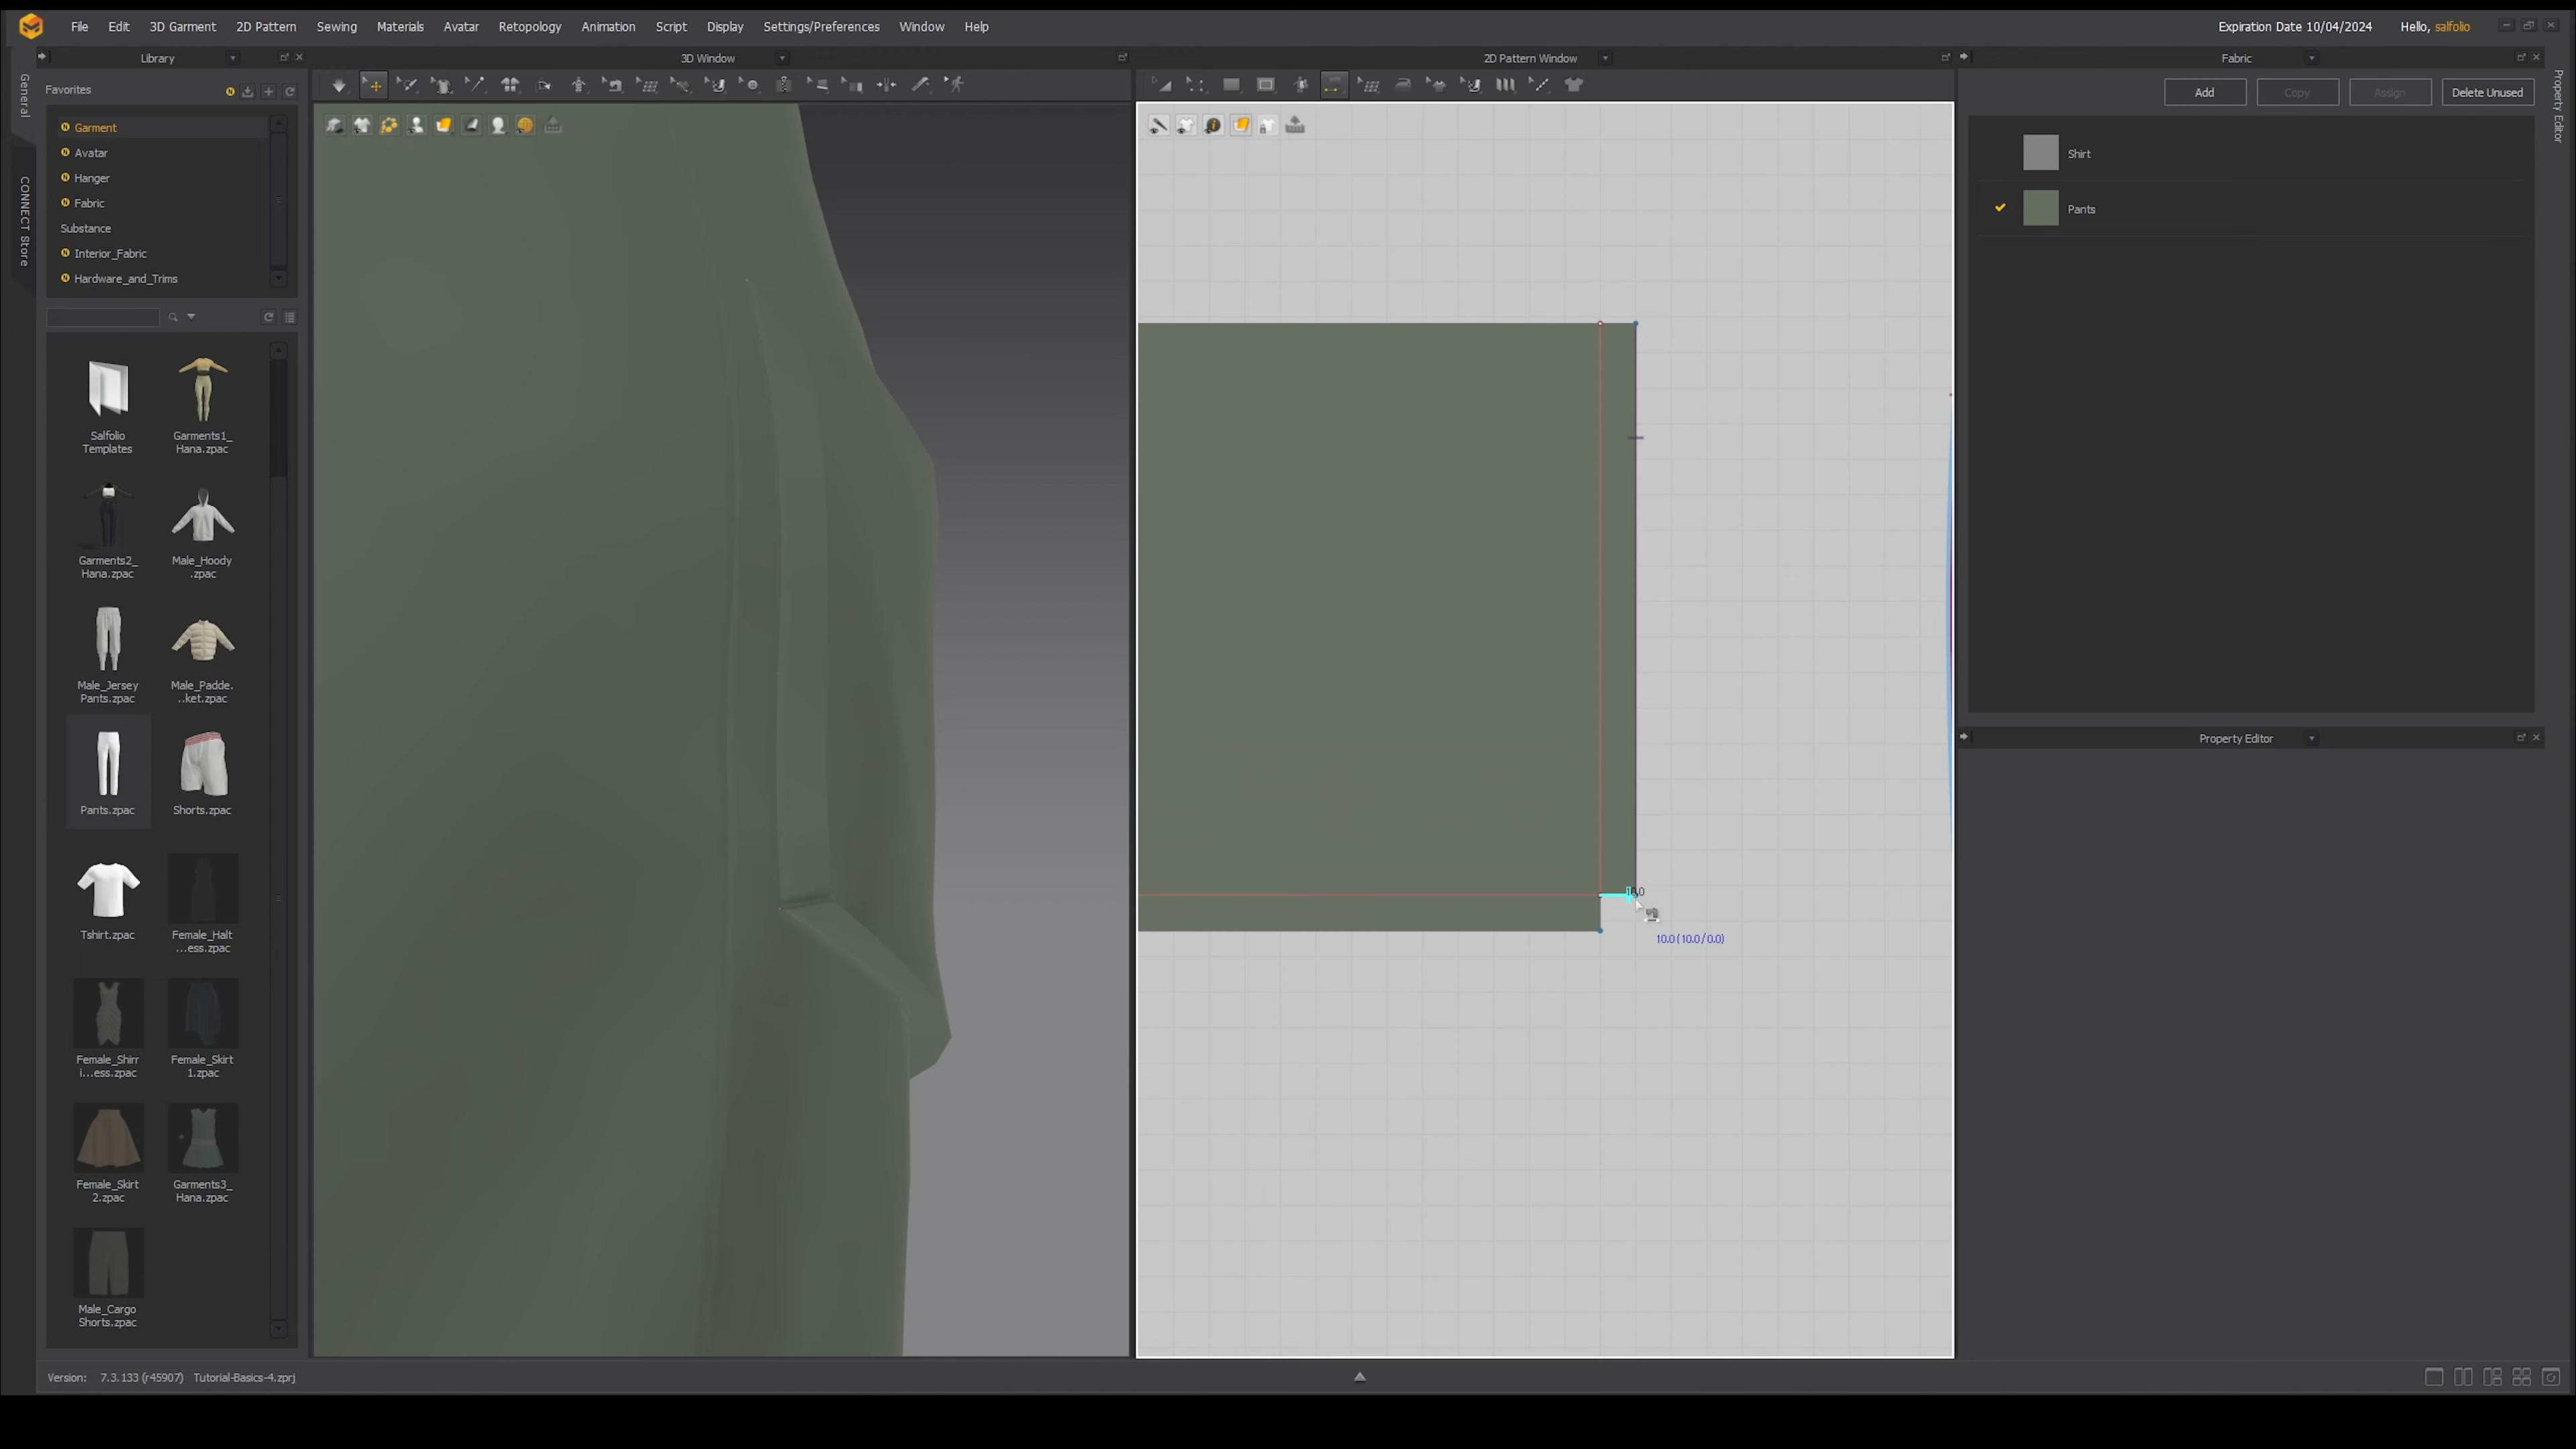 File Edit 3D Garment 2D Pattern Sewing Materials Avatar Retopology Animation Script Display Settings/Preferences Window Help
Expiration Date 10/04/2024 Hello, salfolio
Library
3D Window
2D Pattern Window
Fabric
General
CONNECT Store
Favorites
Garment
Avatar
Hanger
Fabric
Substance
Interior_Fabric
Hardware_and_Trims
Salfolio
Templates
Garments1_
Hana.zpac
Garments2_
Hana.zpac
Male_Hoody
.zpac
Male_Jersey
Pants.zpac
Male_Padde.
..ket.zpac
Pants.zpac
Shorts.zpac
Tshirt.zpac
Female_Halt
...ess.zpac
Female_Shirr
i...ess.zpac
Female_Skirt
1.zpac
Female_Skirt
2.zpac
Garments3_
Hana.zpac
Male_Cargo
Shorts.zpac
10.0 (10.0/0.0)
Add Copy Assign Delete Unused
Shirt
Pants
Property Editor
Property Editor
Version: 7.3.133 (r45907) Tutorial-Basics-4.zprj